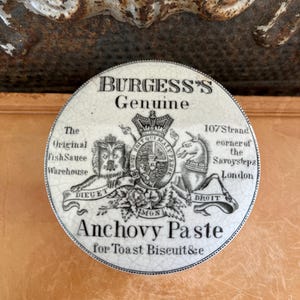 BURGESS'S
Genuine
The
Original
Fish Sauce
Warehouse
107 Strand
corner of
the
Savoy steps
London
DIEU ET
MON
DROIT
Anchovy Paste
for Toast Biscuit &c